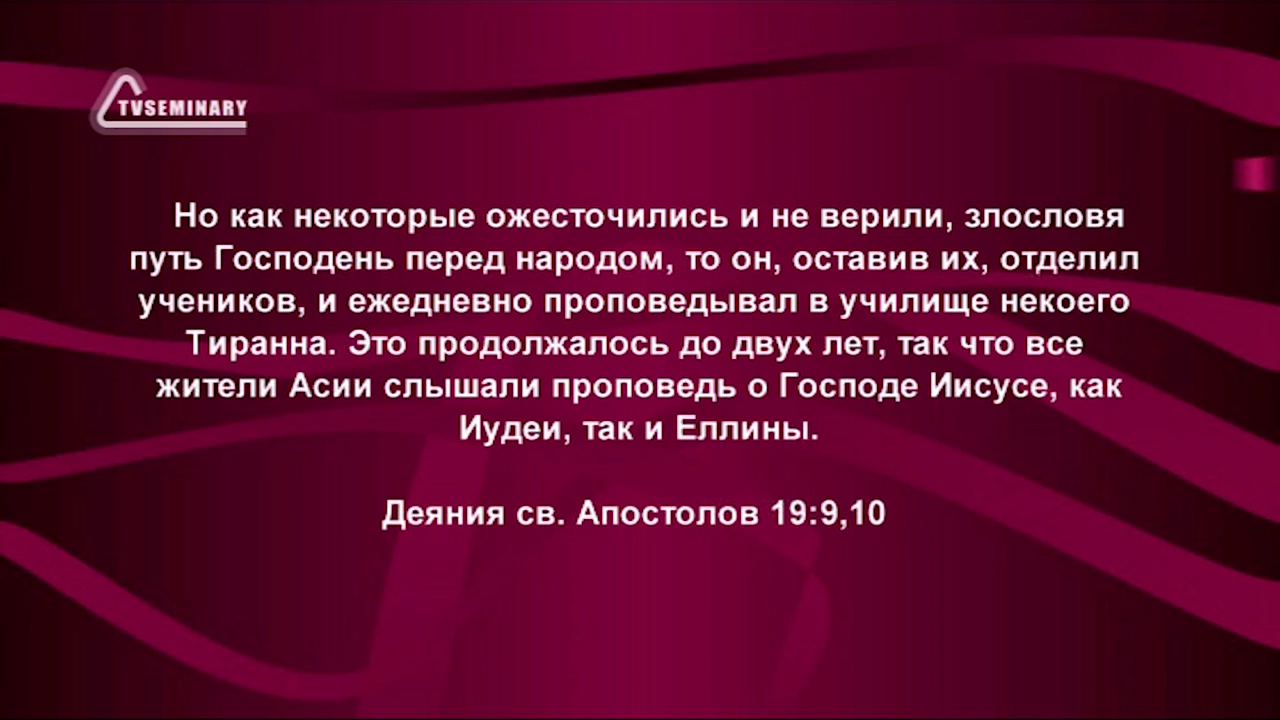 TVSEMINARY
Но как некоторые ожесточились и не верили, злословя
путь Господень перед народом, то он, оставив их, отделил
учеников, и ежедневно проповедывал в училище некоего
Тиранна. Это продолжалось до двух лет, так что все
жители Асии слышали проповедь о Господе Иисусе, как
Иудеи, так и Еллины.
Деяния св. Апостолов 19:9,10